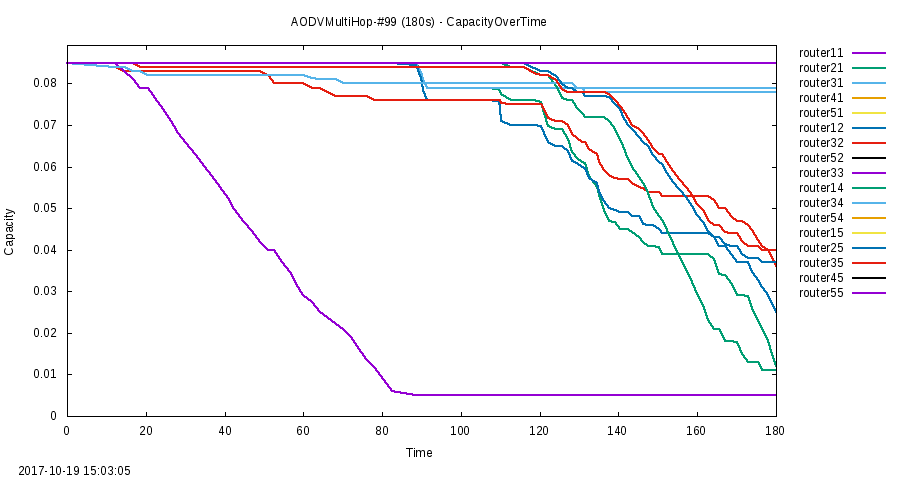 AODVMultiHop-#99 (180s) - CapacityOverTime
router11
router21
router31
router41
router51
router12
router32
router52
router33
router14
router34
router54
router15
router25
router35
router45
router55
Capacity
0.08
0.07
0.06
0.05
0.04
0.03
0.02
0.01
0
0 20 40 60 80 100 120 140 160 180
Time
2017-10-19 15:03:05